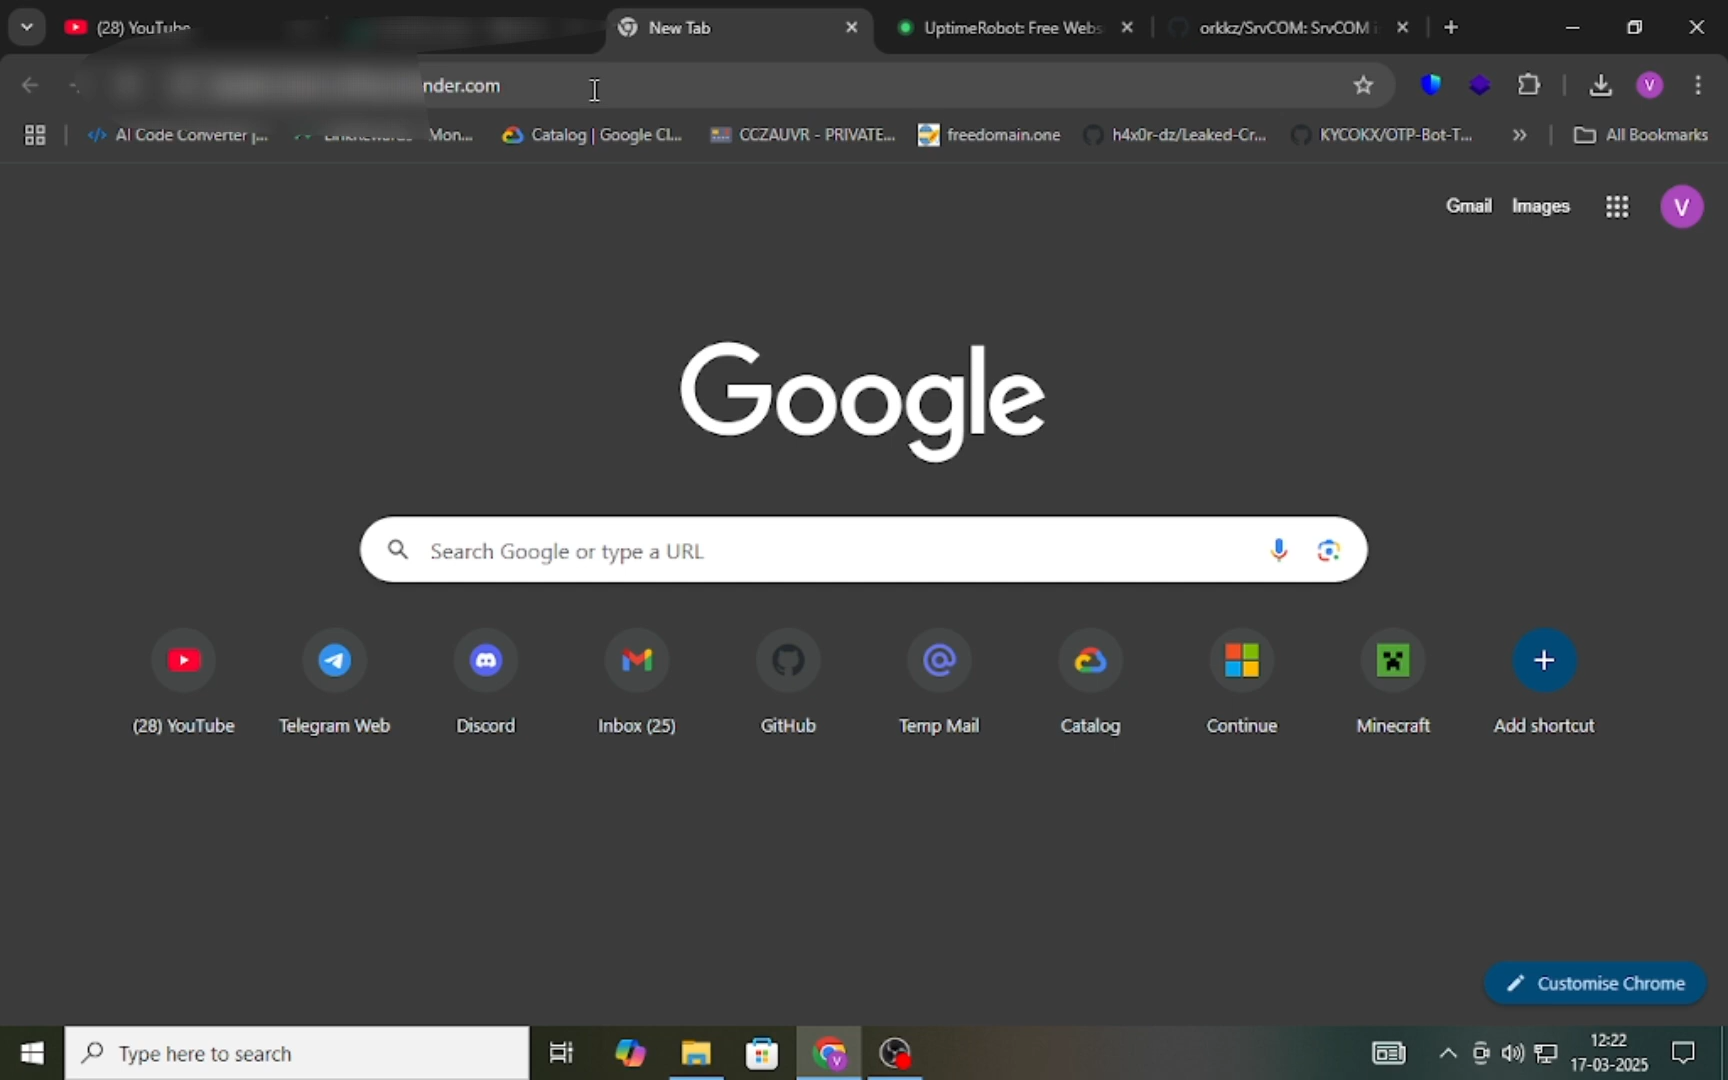 (28) YouTube
New Tab
UptimeRobot: Free Webs
orkkz/SrvCOM: SrvCOM i
nder.com
V
AI Code Converter |...
Mon...
Catalog | Google Cl...
CCZAUVR - PRIVATE...
freedomain.one
h4x0r-dz/Leaked-Cr...
KYCOKX/OTP-Bot-T...
All Bookmarks
Gmail
Images
V
Google
Search Google or type a URL
(28) YouTube
Telegram Web
Discord
Inbox (25)
GitHub
Temp Mail
Catalog
Continue
Minecraft
Add shortcut
Customise Chrome
Type here to search
12:22
17-03-2025